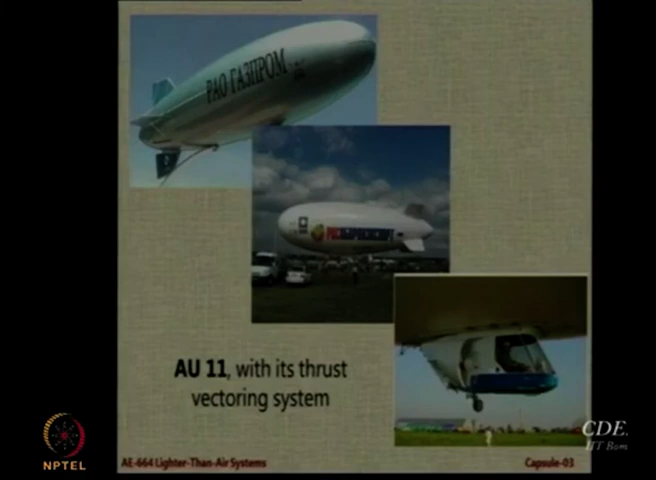 РАО ГАЗПРОМ
AU 11, with its thrust
vectoring system
CDE.
IIT Bom
NPTEL
AE-664 Lighter-Than-Air Systems
Capsule-03